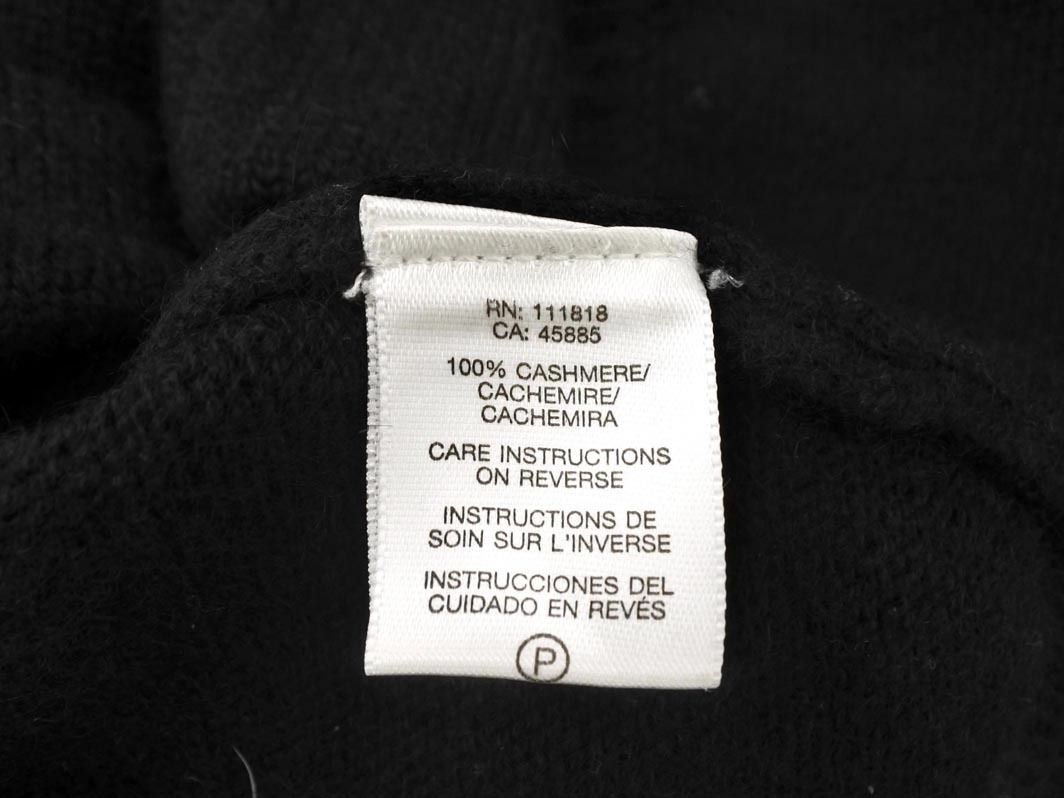 RN: 111818
CA: 45885
100% CASHMERE/
CACHEMIRE/
CACHEMIRA
CARE INSTRUCTIONS
ON REVERSE
INSTRUCTIONS DE
SOIN SUR L'INVERSE
INSTRUCCIONES DEL
CUIDADO EN REVÉS
P